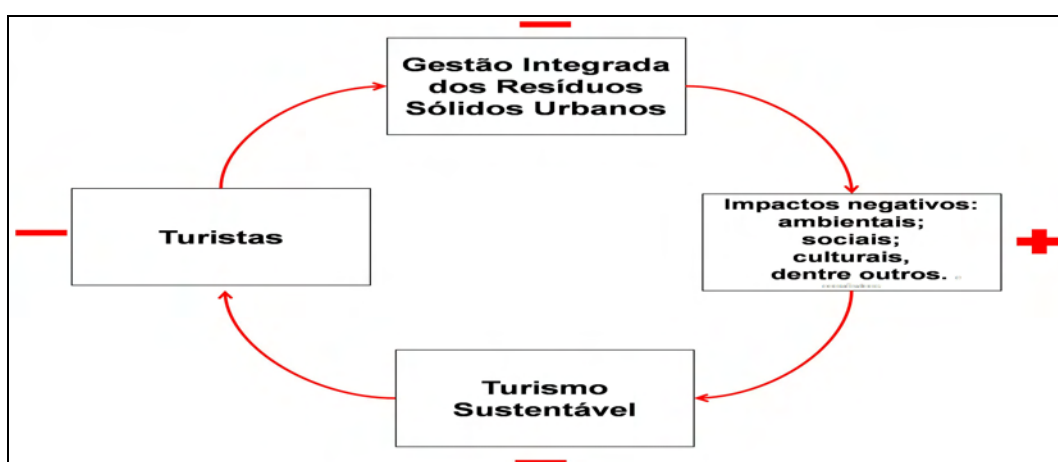 Gestão Integrada
dos Resíduos
Sólidos Urbanos
Turistas
Impactos negativos:
ambientais;
sociais;
culturais,
dentre outros.
Turismo
Sustentável